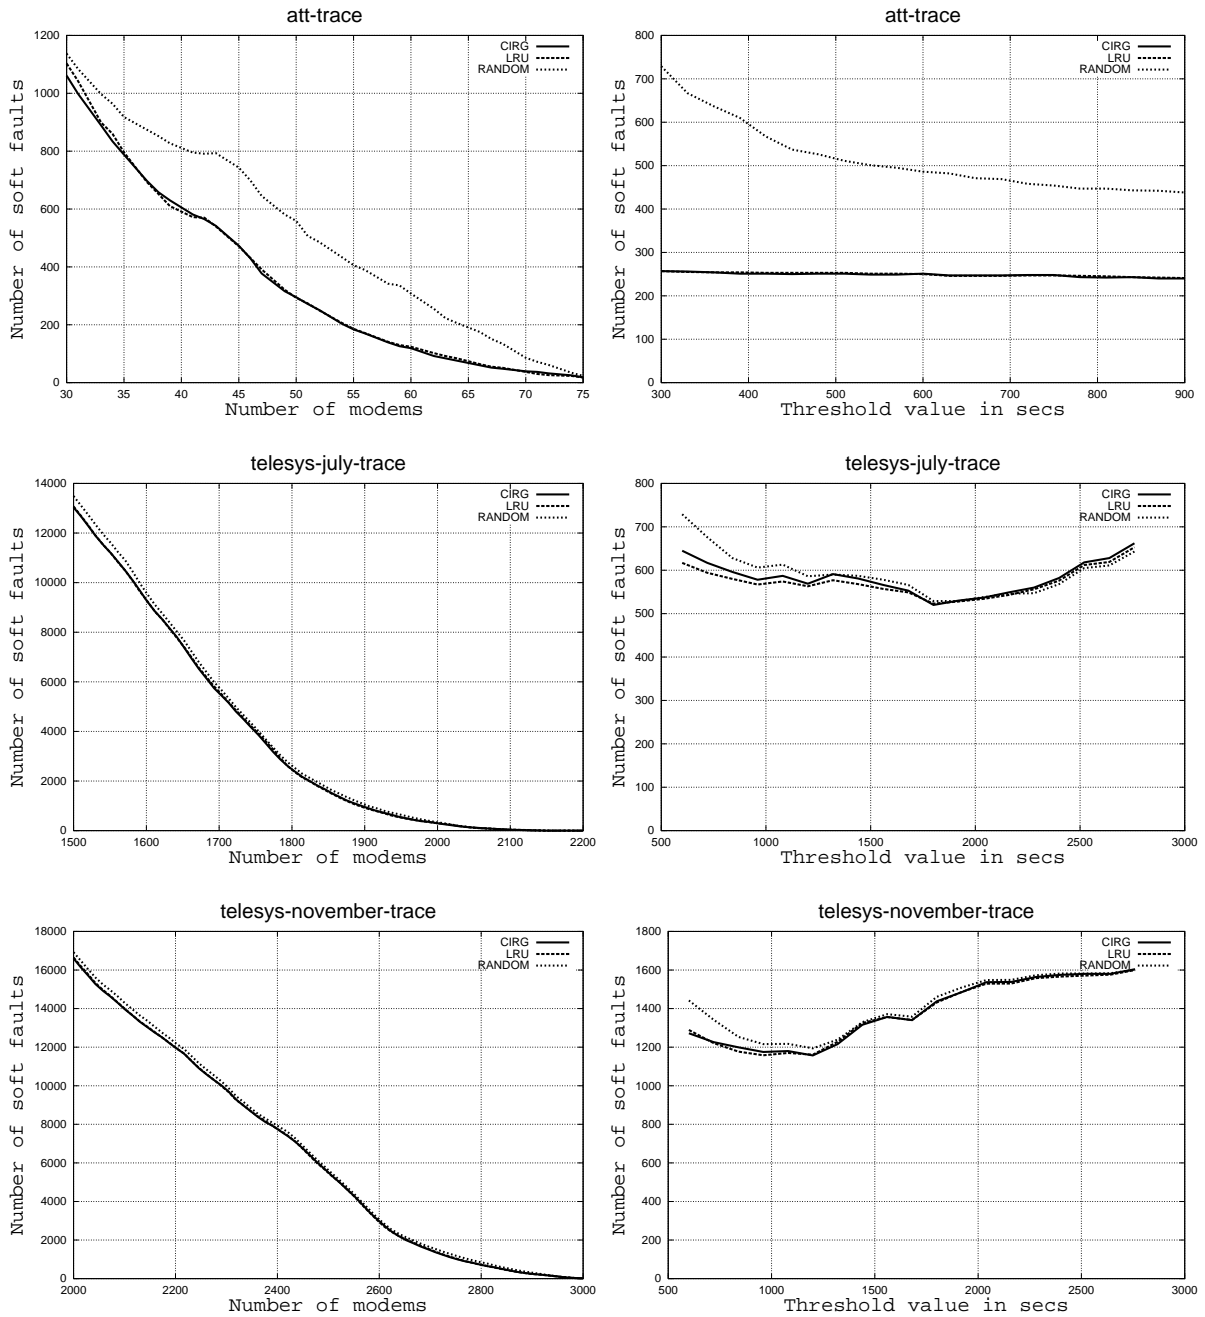 att-trace
Number of soft faults
1200
1000
800
600
400
200
0
CIRG
LRU
RANDOM
30 35 40 45 50 55 60 65 70 75
Number of modems
att-trace
Number of soft faults
800
700
600
500
400
300
200
100
0
CIRG
LRU
RANDOM
300 400 500 600 700 800 900
Threshold value in secs
telesys-july-trace
Number of soft faults
14000
12000
10000
8000
6000
4000
2000
0
CIRG
LRU
RANDOM
1500 1600 1700 1800 1900 2000 2100 2200
Number of modems
telesys-july-trace
Number of soft faults
800
700
600
500
400
300
200
100
0
CIRG
LRU
RANDOM
500 1000 1500 2000 2500 3000
Threshold value in secs
telesys-november-trace
Number of soft faults
18000
16000
14000
12000
10000
8000
6000
4000
2000
0
CIRG
LRU
RANDOM
2000 2200 2400 2600 2800 3000
Number of modems
telesys-november-trace
Number of soft faults
1800
1600
1400
1200
1000
800
600
400
200
0
CIRG
LRU
RANDOM
500 1000 1500 2000 2500 3000
Threshold value in secs